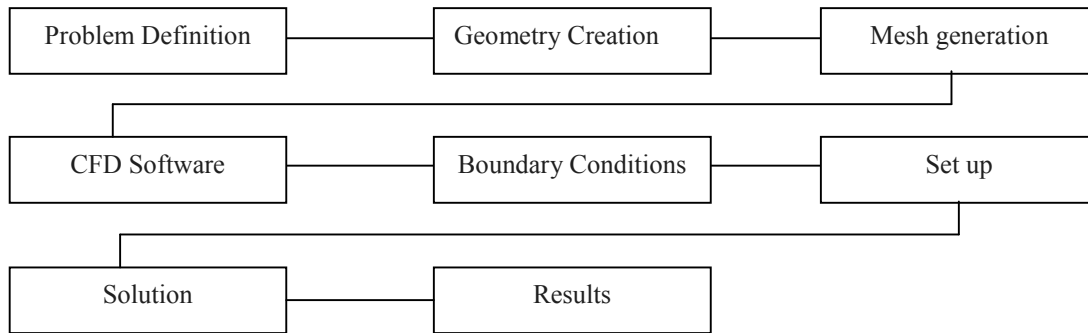 Problem Definition
Geometry Creation
Mesh generation
CFD Software
Boundary Conditions
Set up
Solution
Results